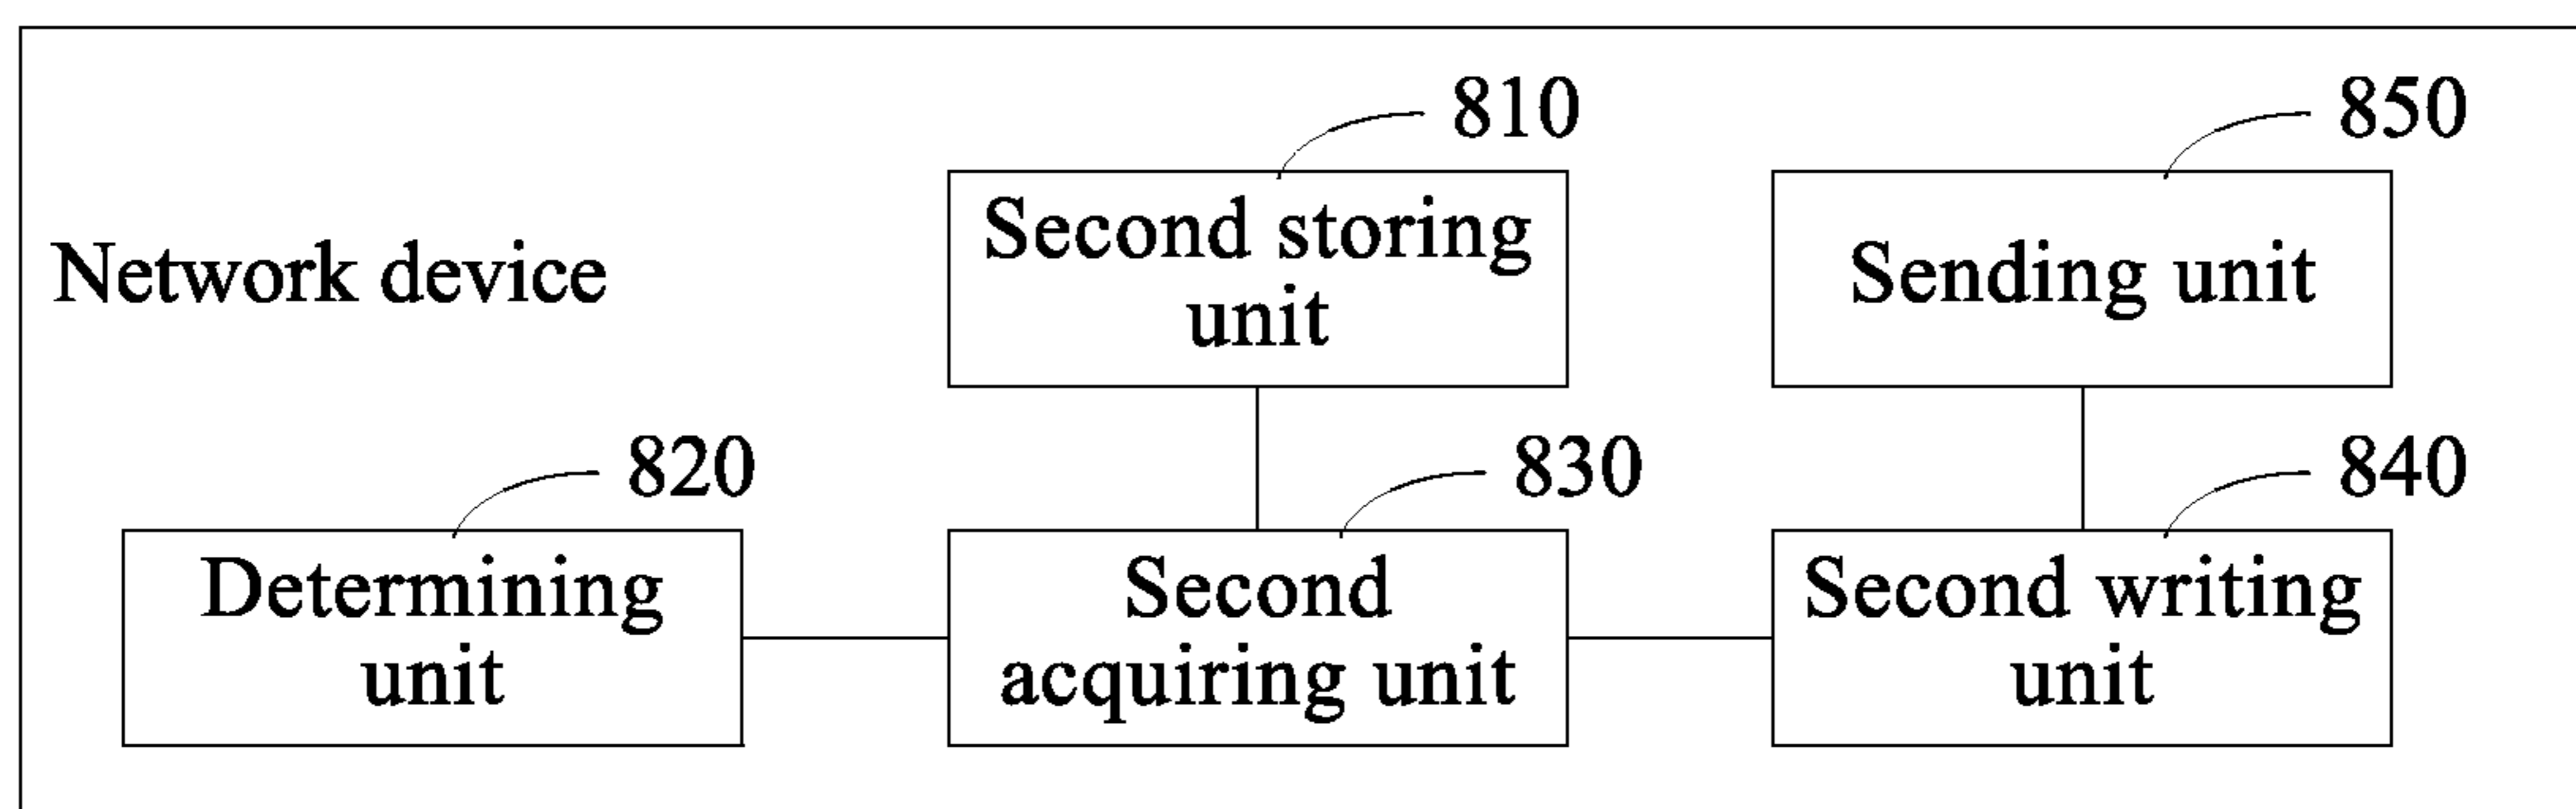 810
850
Second storing
unit
Sending unit
Network device
820
830
840
Determining
unit
Second
acquiring unit
Second writing
unit